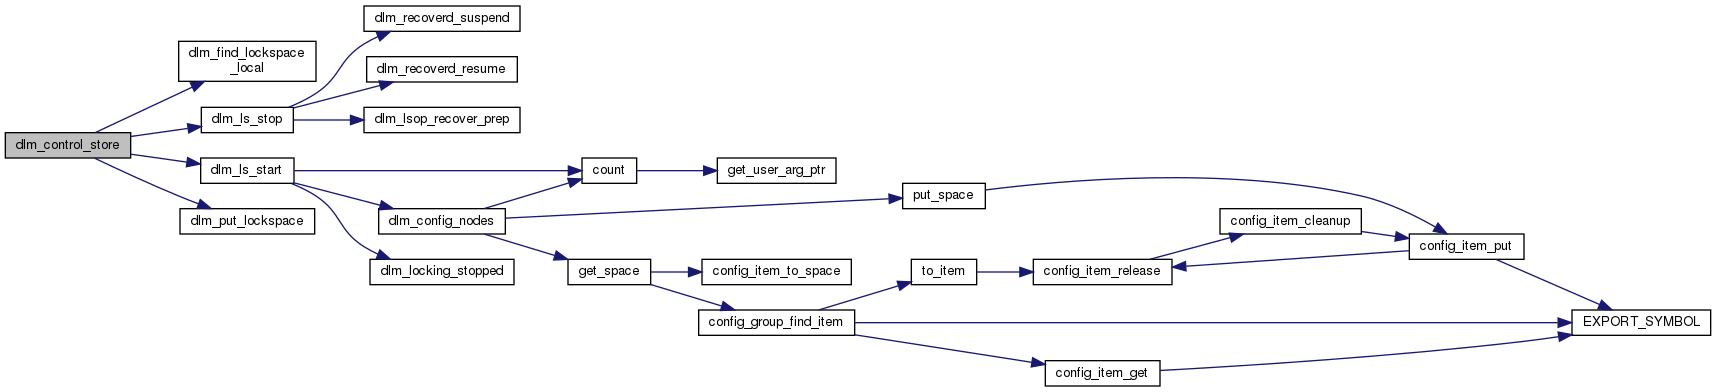 dlm_control_store
dlm_find_lockspace
_local
dlm_ls_stop
dlm_ls_start
dlm_put_lockspace
dlm_recoverd_suspend
dlm_recoverd_resume
dlm_lsop_recover_prep
dlm_config_nodes
dlm_locking_stopped
count
get_space
get_user_arg_ptr
config_item_to_space
config_group_find_item
put_space
to_item
config_item_release
config_item_get
config_item_cleanup
config_item_put
EXPORT_SYMBOL